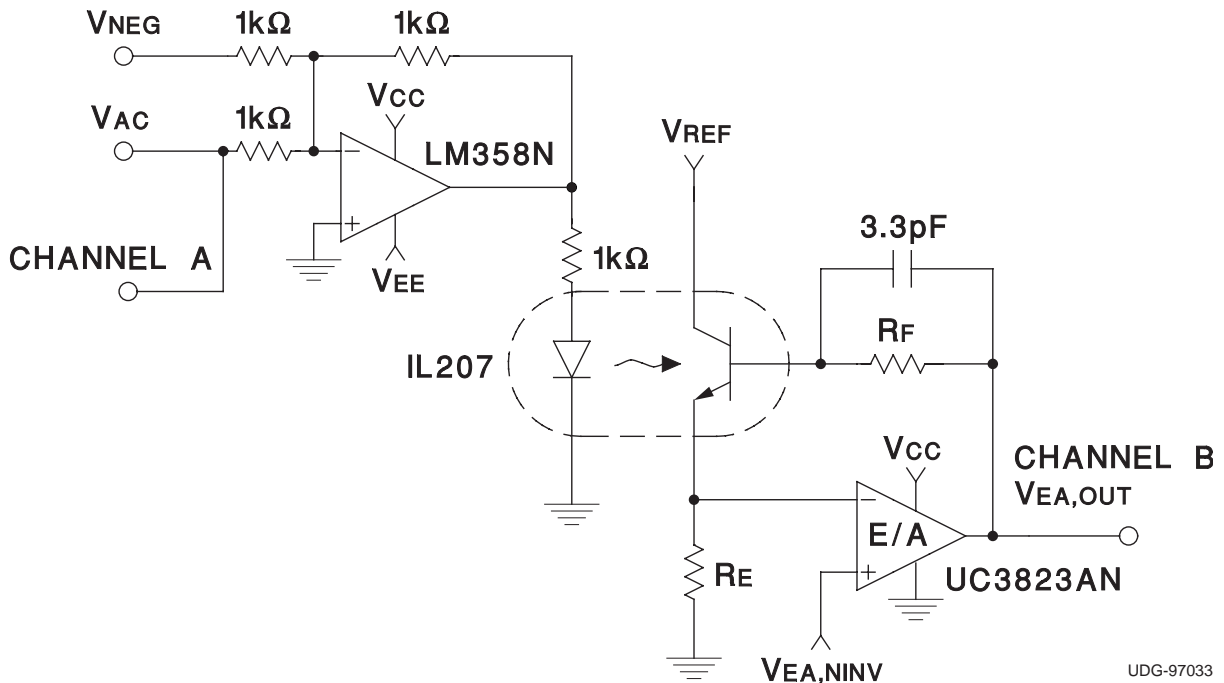 VNEG
1kΩ
1kΩ
VAC
1kΩ
VCC
LM358N
VREF
−
+
CHANNEL A
VEE
1kΩ
3.3pF
RF
IL207
VCC
CHANNEL B
VEA,OUT
−
E/A
+
RE
UC3823AN
VEA,NINV
UDG-97033